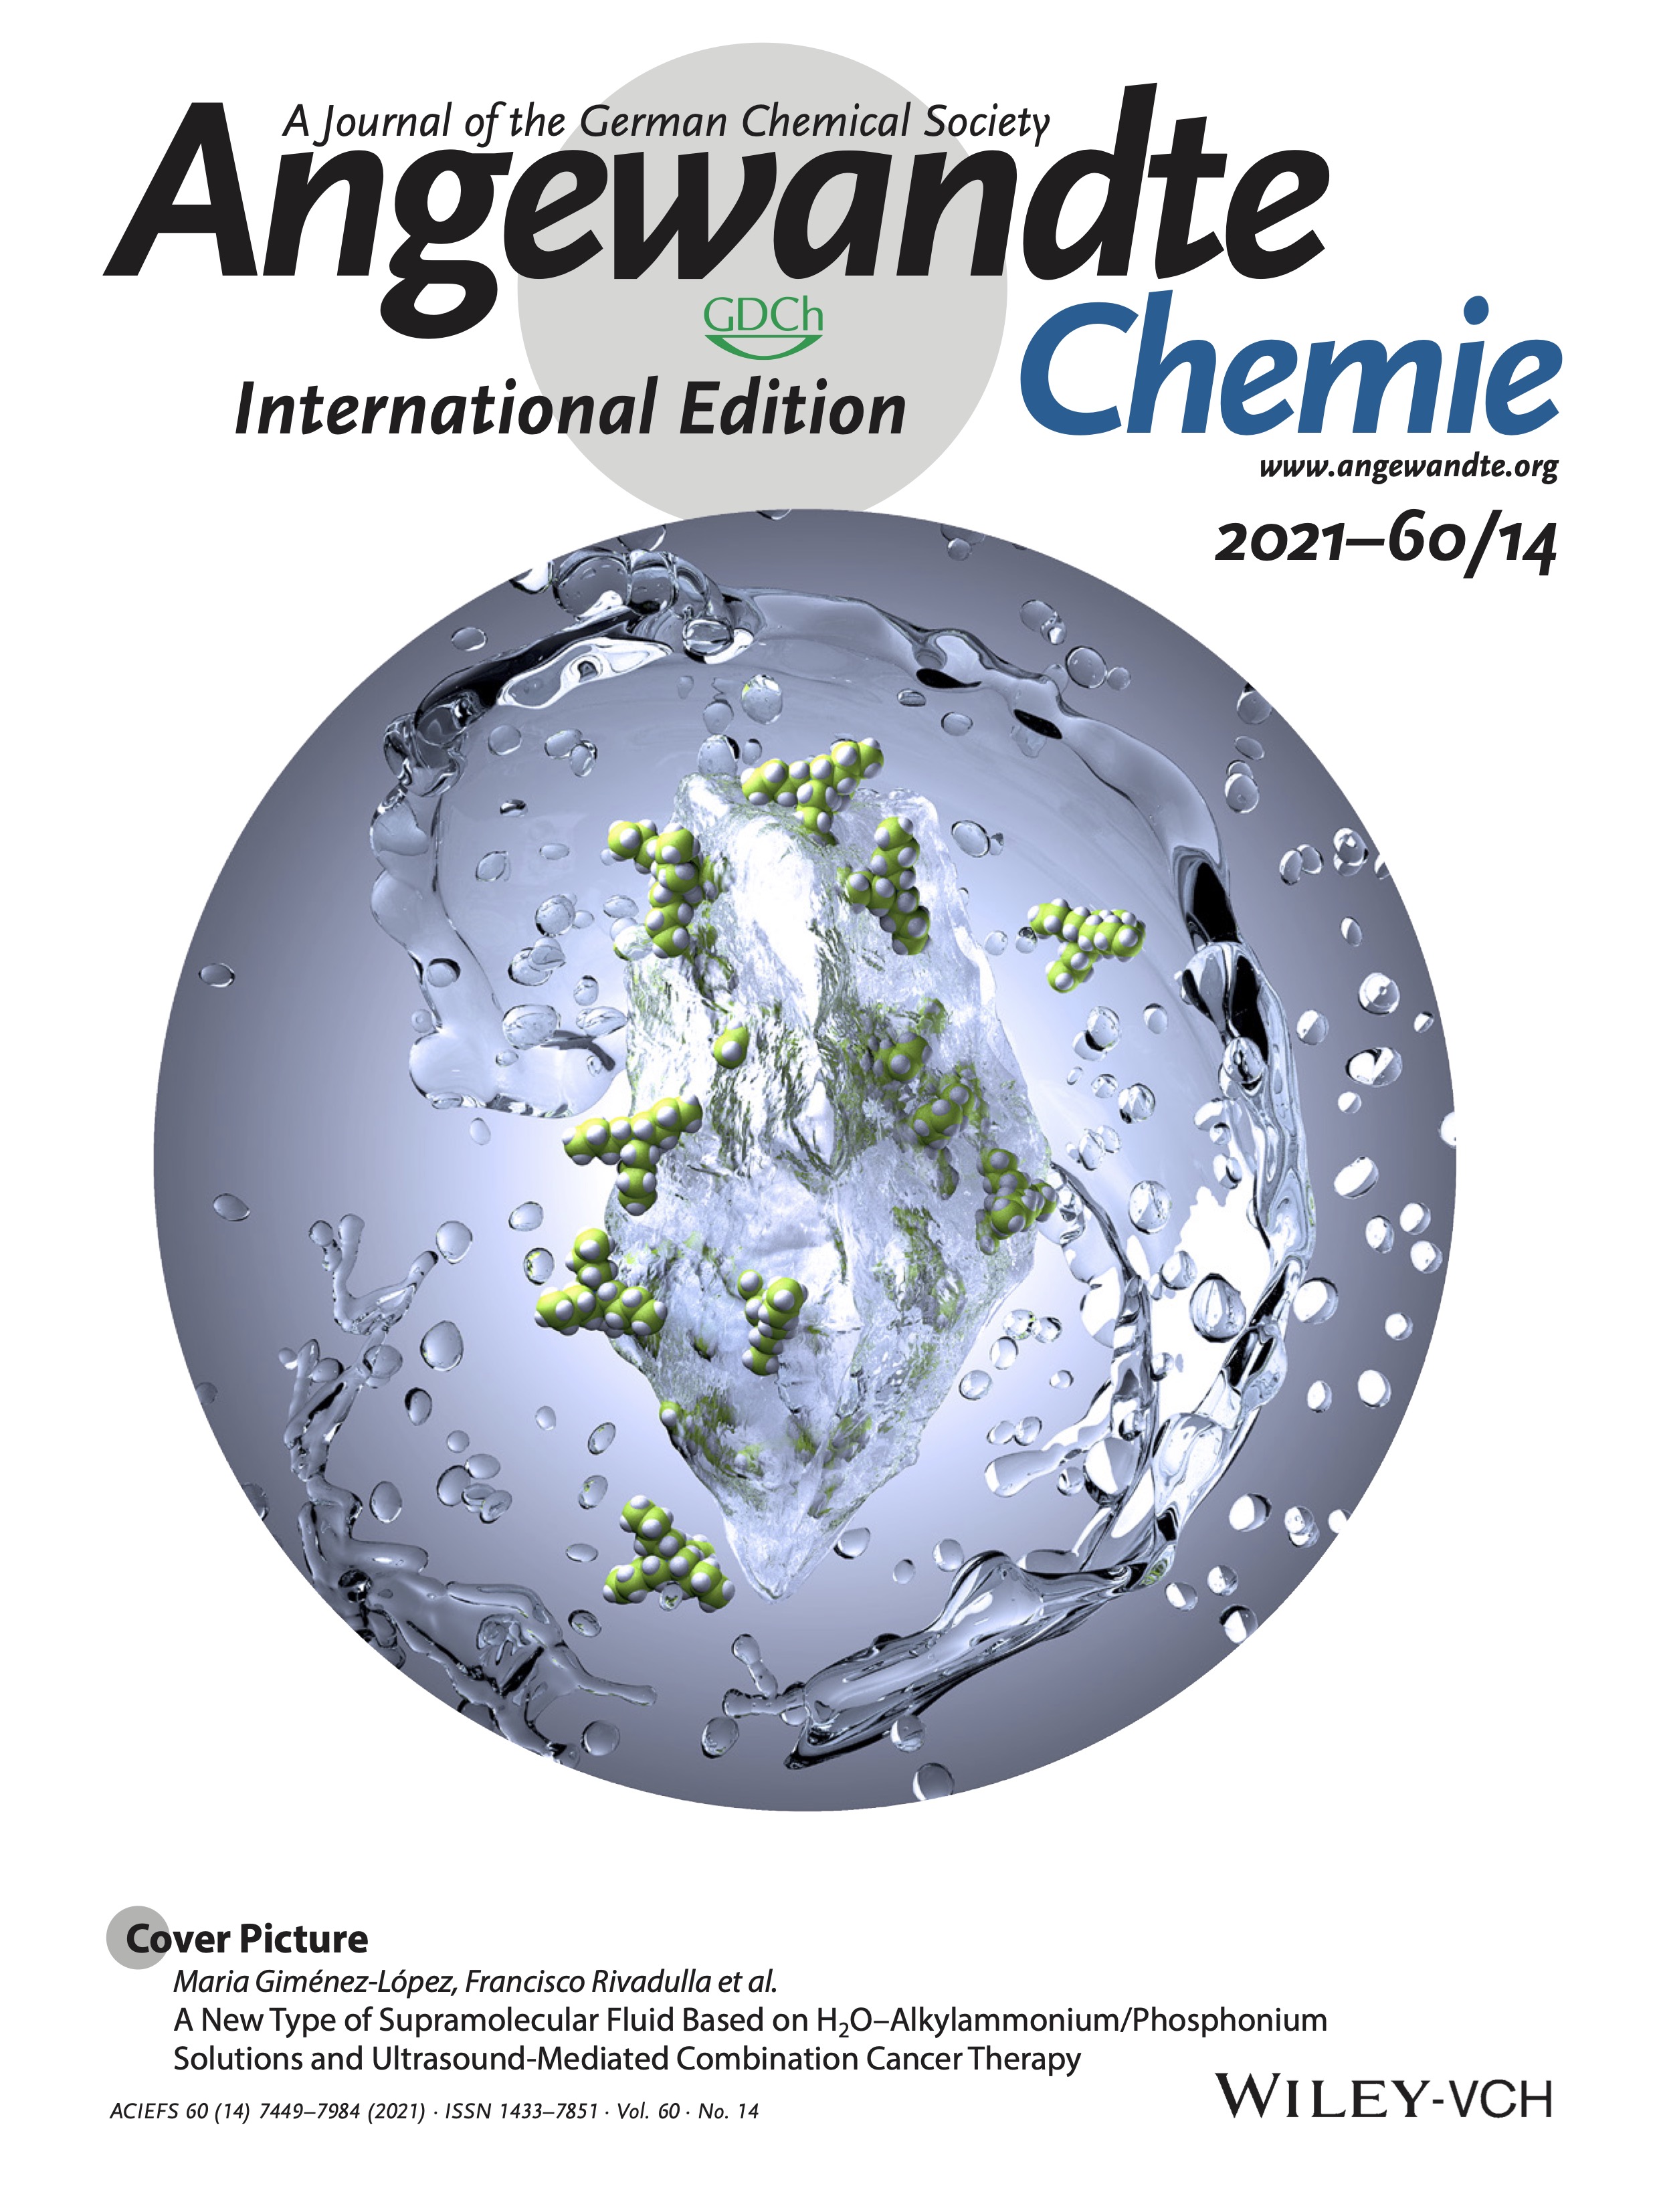 A Journal of the German Chemical Society
Angewandte
GDCh
Chemie
International Edition
www.angewandte.org
2021–60/14
Cover Picture
Maria Giménez-López, Francisco Rivadulla et al.
A New Type of Supramolecular Fluid Based on H₂O–Alkylammonium/Phosphonium
Solutions and Ultrasound-Mediated Combination Cancer Therapy
ACIEFS 60 (14) 7449–7984 (2021) · ISSN 1433–7851 · Vol. 60 · No. 14
WILEY-VCH